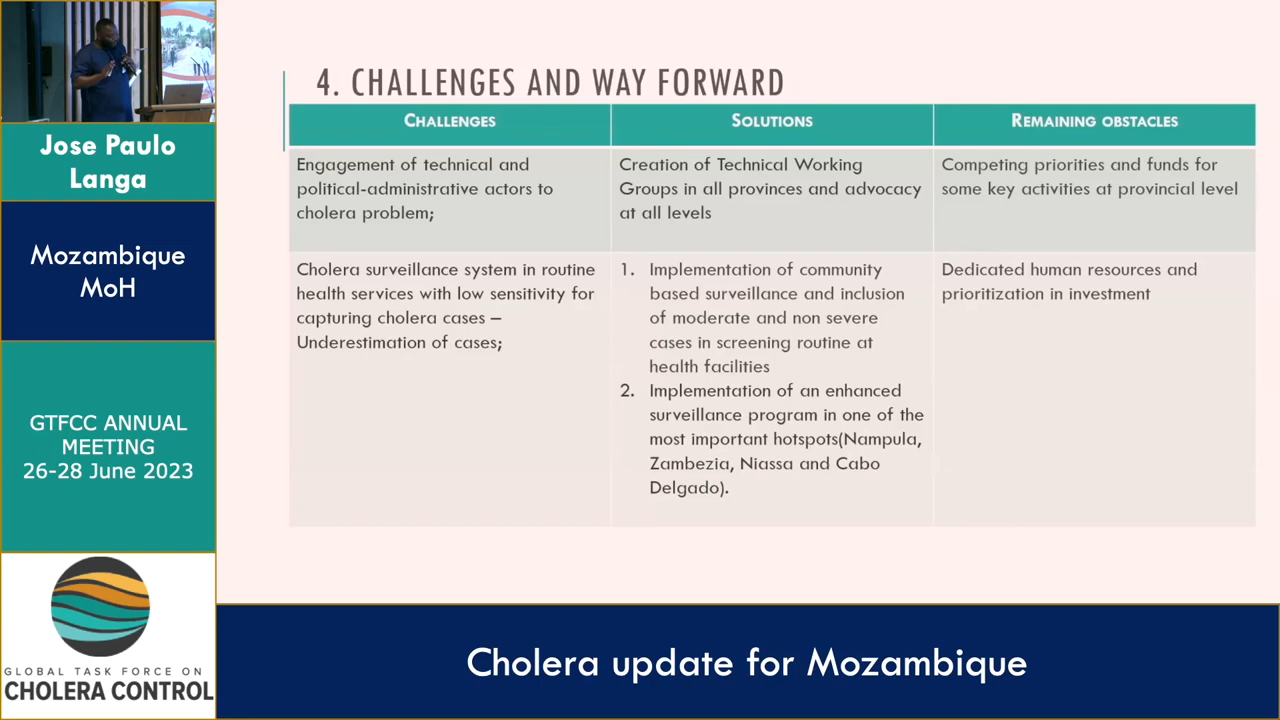 Jose Paulo
Langa
Mozambique
MoH
GTFCC ANNUAL
MEETING
26-28 June 2023
GLOBAL TASK FORCE ON
CHOLERA CONTROL
4. CHALLENGES AND WAY FORWARD
CHALLENGES
SOLUTIONS
REMAINING OBSTACLES
Engagement of technical and
political-administrative actors to
cholera problem;
Creation of Technical Working
Groups in all provinces and advocacy
at all levels
Competing priorities and funds for
some key activities at provincial level
Cholera surveillance system in routine
health services with low sensitivity for
capturing cholera cases –
Underestimation of cases;
1. Implementation of community
based surveillance and inclusion
of moderate and non severe
cases in screening routine at
health facilities
2. Implementation of an enhanced
surveillance program in one of the
most important hotspots(Nampula,
Zambezia, Niassa and Cabo
Delgado).
Dedicated human resources and
prioritization in investment
Cholera update for Mozambique